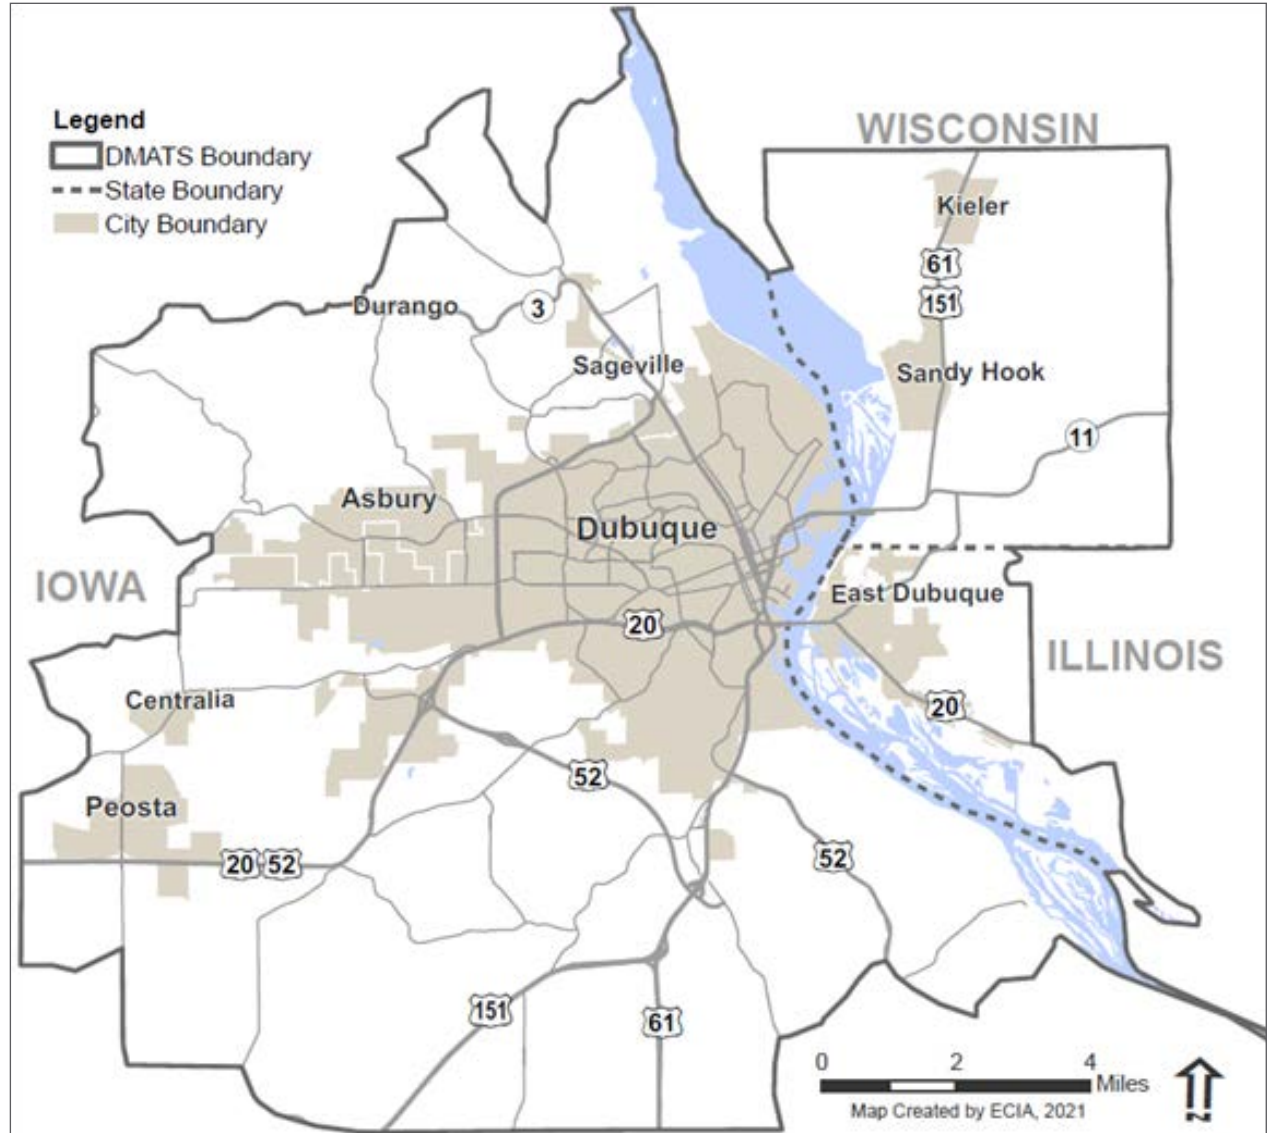 Legend
DMATS Boundary
State Boundary
City Boundary
WISCONSIN
Kieler
61
151
Durango
3
Sageville
Sandy Hook
11
Asbury
Dubuque
IOWA
East Dubuque
20
ILLINOIS
Centralia
20
52
Peosta
20 52
52
151
61
0 2 4
Miles
Map Created by ECIA, 2021
N